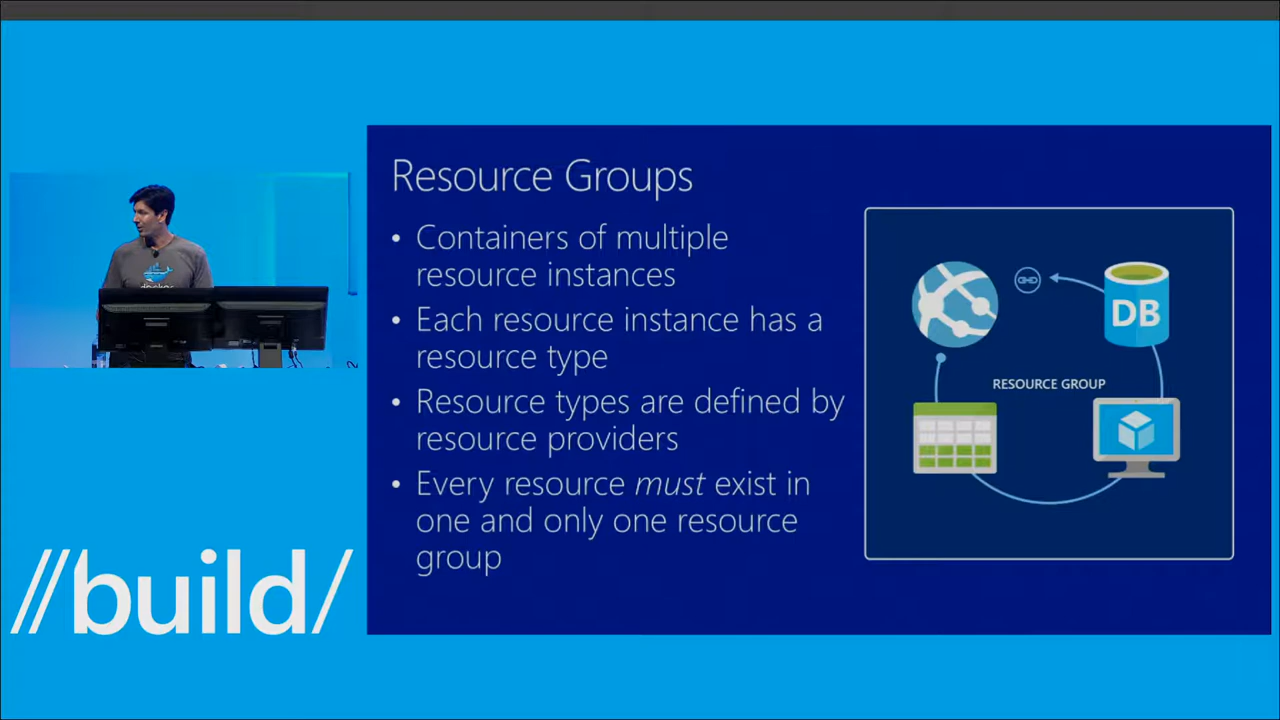 Resource Groups
• Containers of multiple
resource instances
• Each resource instance has a
resource type
• Resource types are defined by
resource providers
• Every resource must exist in
one and only one resource
group
DB
RESOURCE GROUP
//build/